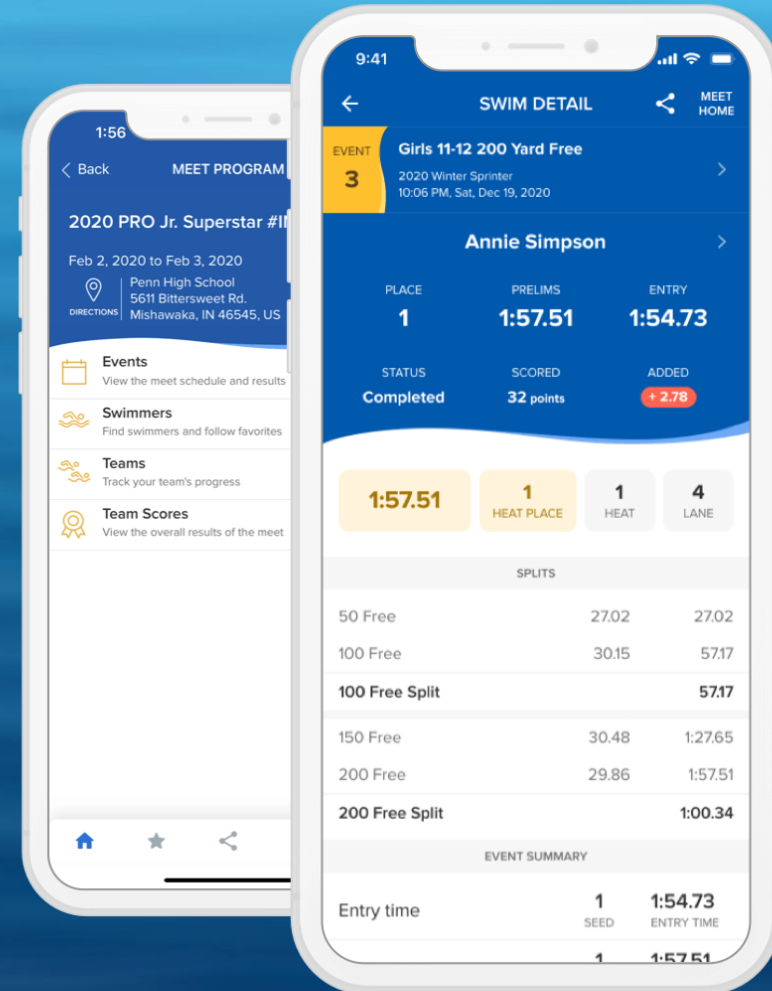 1:56
Back
MEET PROGRAM
2020 PRO Jr. Superstar
Feb 2, 2020 to Feb 3, 2020
DIRECTIONS
Penn High School
5611 Bittersweet Rd.
Mishawaka, IN 46545, US
Events
View the meet schedule and results
Swimmers
Find swimmers and follow favorites
Teams
Track your team's progress
Team Scores
View the overall results of the meet
9:41
SWIM DETAIL
MEET
HOME
EVENT
3
Girls 11-12 200 Yard Free
2020 Winter Sprinter
10:06 PM, Sat, Dec 19, 2020
Annie Simpson
PLACE PRELIMS ENTRY
1 1:57.51 1:54.73
STATUS SCORED ADDED
Completed 32 points + 2.78
1:57.51
1
HEAT PLACE
1
HEAT
4
LANE
SPLITS
50 Free 27.02 27.02
100 Free 30.15 57.17
100 Free Split 57.17
150 Free 30.48 1:27.65
200 Free 29.86 1:57.51
200 Free Split 1:00.34
EVENT SUMMARY
Entry time
1
SEED
1:54.73
ENTRY TIME
1 1:57.51